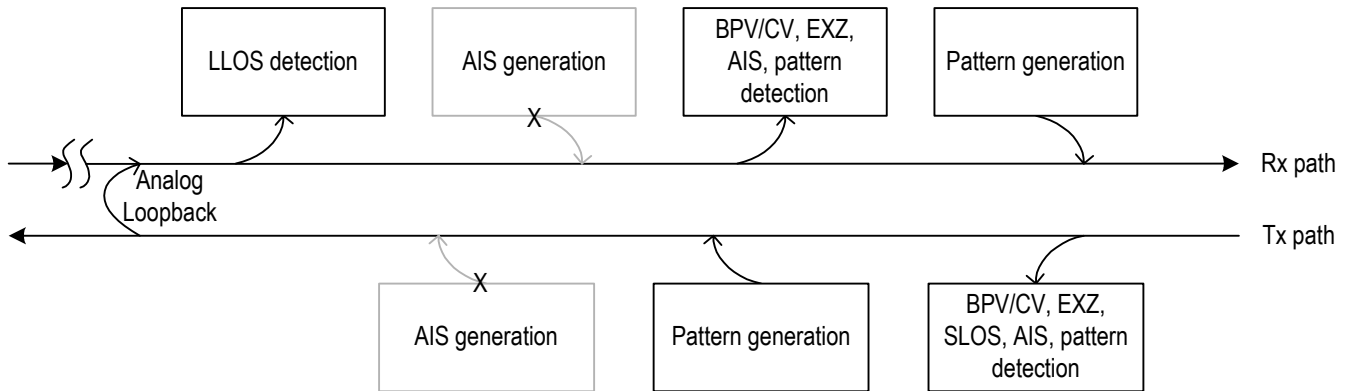 LLOS detection
AIS generation
BPV/CV, EXZ,
AIS, pattern
detection
Pattern generation
X
Rx path
Analog
Loopback
Tx path
X
AIS generation
Pattern generation
BPV/CV, EXZ,
SLOS, AIS, pattern
detection